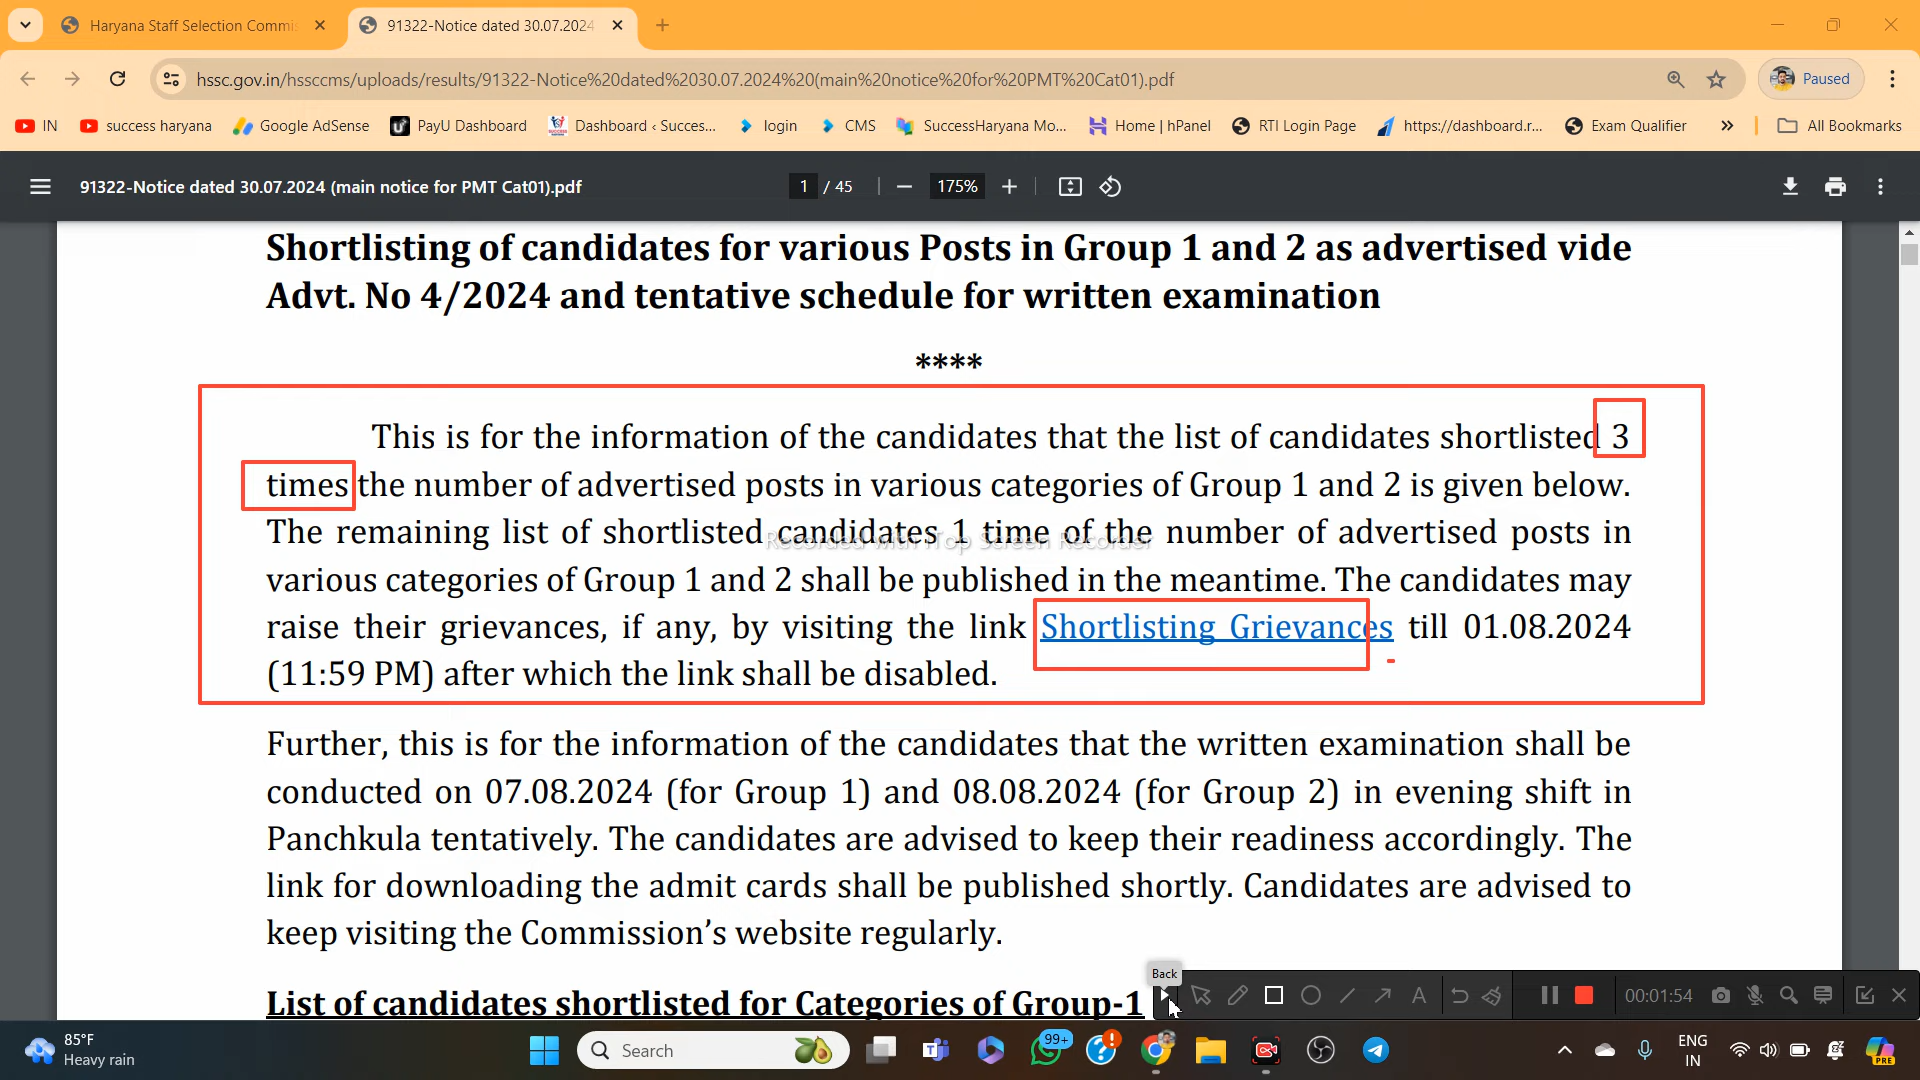 Haryana Staff Selection Commi
91322-Notice dated 30.07.2024
hssc.gov.in/hssccms/uploads/results/91322-Notice%20dated%2030.07.2024%20(main%20notice%20for%20PMT%20Cat01).pdf
Paused
IN
success haryana
Google AdSense
PayU Dashboard
Dashboard ‹ Succes...
login
CMS
SuccessHaryana Mo...
Home | hPanel
RTI Login Page
https://dashboard.r...
Exam Qualifier
All Bookmarks
91322-Notice dated 30.07.2024 (main notice for PMT Cat01).pdf
1 / 45
175%
Shortlisting of candidates for various Posts in Group 1 and 2 as advertised vide
Advt. No 4/2024 and tentative schedule for written examination
****
This is for the information of the candidates that the list of candidates shortlisted 3
times the number of advertised posts in various categories of Group 1 and 2 is given below.
The remaining list of shortlisted candidates 1 time of the number of advertised posts in
Recorded with iTop Screen Recorder
various categories of Group 1 and 2 shall be published in the meantime. The candidates may
raise their grievances, if any, by visiting the link Shortlisting Grievances till 01.08.2024
(11:59 PM) after which the link shall be disabled.
Further, this is for the information of the candidates that the written examination shall be
conducted on 07.08.2024 (for Group 1) and 08.08.2024 (for Group 2) in evening shift in
Panchkula tentatively. The candidates are advised to keep their readiness accordingly. The
link for downloading the admit cards shall be published shortly. Candidates are advised to
keep visiting the Commission’s website regularly.
List of candidates shortlisted for Categories of Group-1
Back
A
00:01:54
85°F
Heavy rain
Search
99+
ENG
IN
PRE